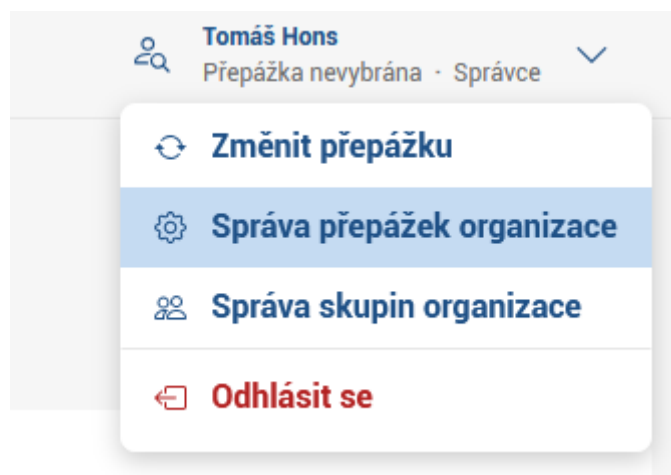 Tomáš Hons
Přepážka nevybrána · Správce
Změnit přepážku
Správa přepážek organizace
Správa skupin organizace
Odhlásit se